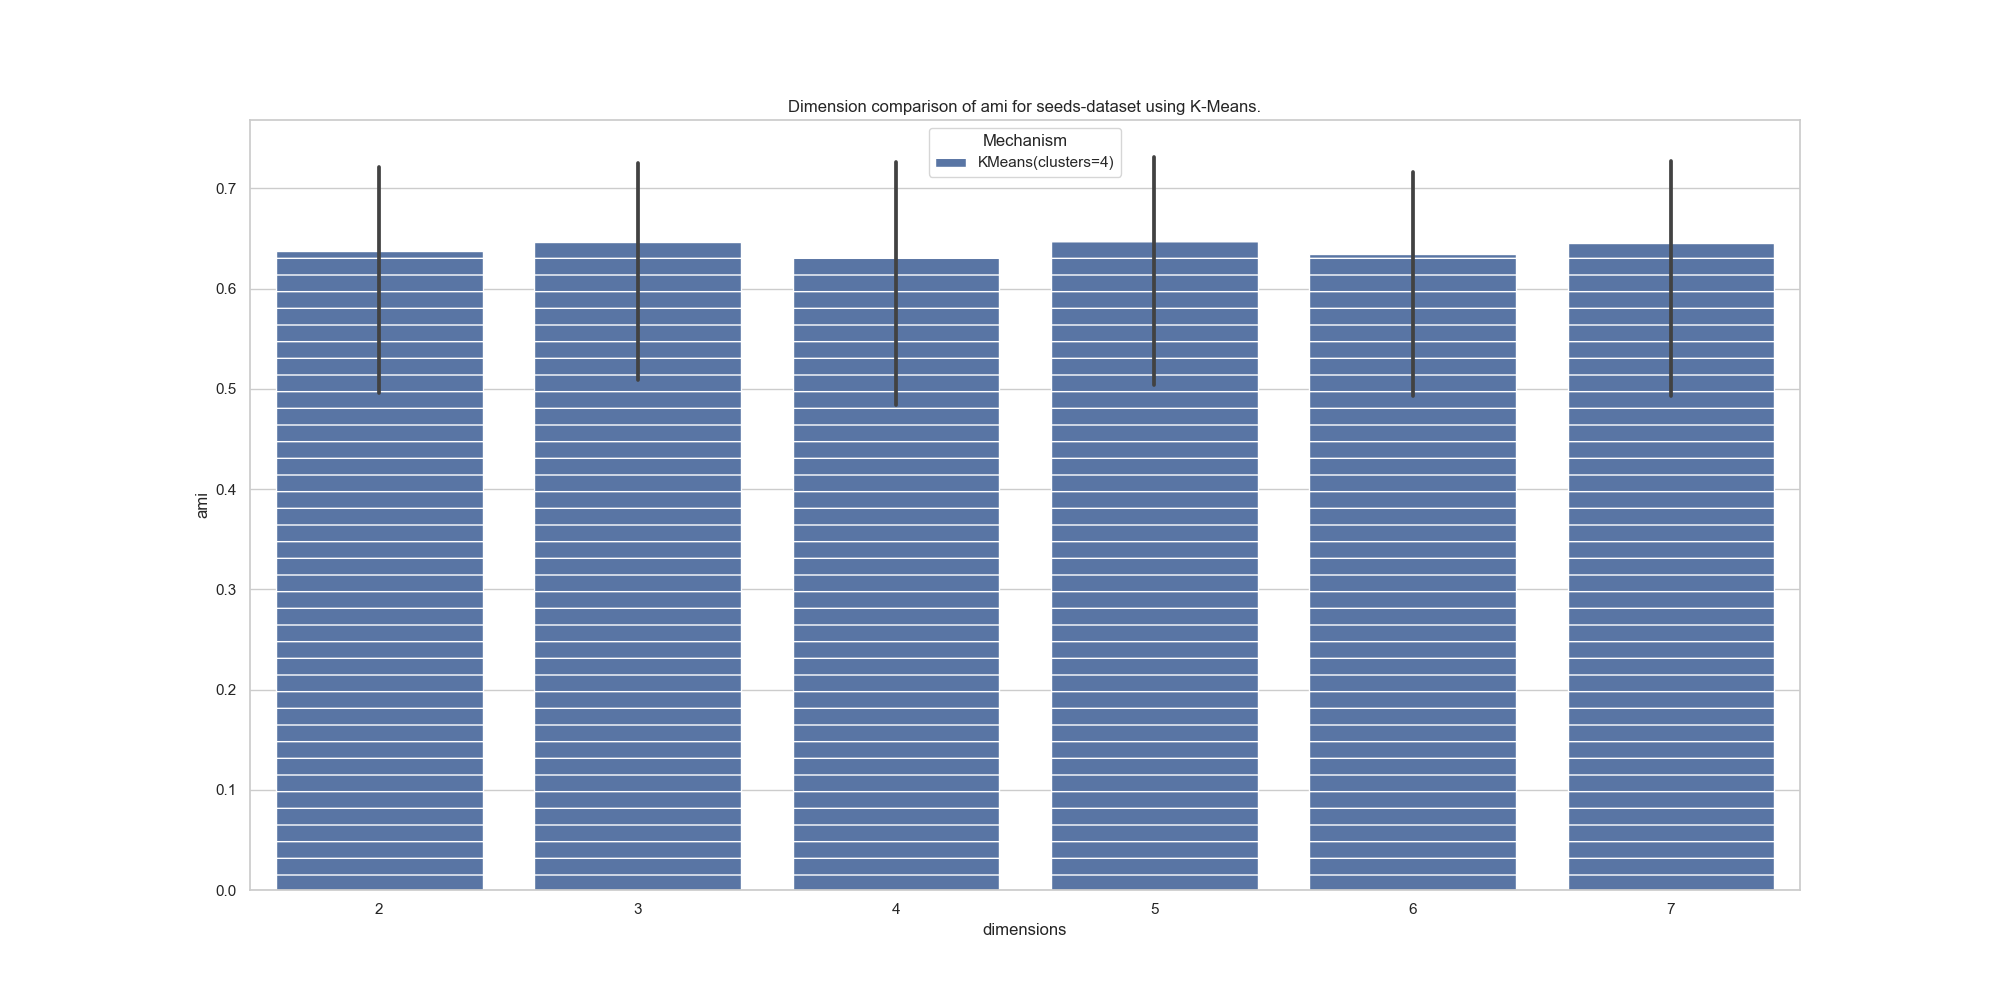 Dimension comparison of ami for seeds-dataset using K-Means.
Mechanism
KMeans(clusters=4)
0.7
0.6
0.5
0.4
0.3
0.2
0.1
0.0
ami
2 3 4 5 6 7
dimensions